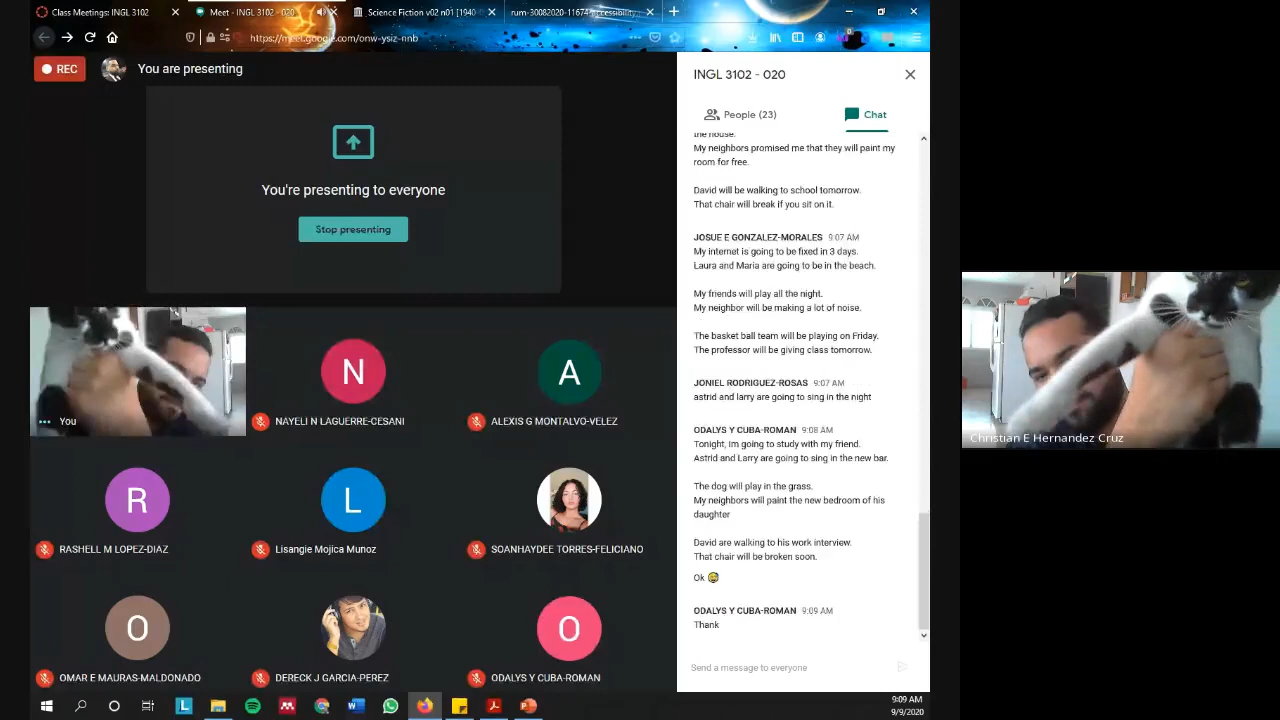 Class Meetings: INGL 3102
Meet - INGL 3102 - 020
Science Fiction v02 n01 [1940-
rum-30082020-11674-accessibility.
https://meet.google.com/onw-ysiz-nnb
REC
You are presenting
You're presenting to everyone
Stop presenting
You
NAYELI N LAGUERRE-CESANI
ALEXIS G MONTALVO-VELEZ
N
A
R
L
RASHELL M LOPEZ-DIAZ
Lisangie Mojica Munoz
SOANHAYDEE TORRES-FELICIANO
O
O
OMAR E MAURAS-MALDONADO
DERECK J GARCIA-PEREZ
ODALYS Y CUBA-ROMAN
INGL 3102 - 020
People (23)
Chat
the house.
My neighbors promised me that they will paint my
room for free.
David will be walking to school tomorrow.
That chair will break if you sit on it.
JOSUE E GONZALEZ-MORALES 9:07 AM
My internet is going to be fixed in 3 days.
Laura and Maria are going to be in the beach.
My friends will play all the night.
My neighbor will be making a lot of noise.
The basket ball team will be playing on Friday.
The professor will be giving class tomorrow.
JONIEL RODRIGUEZ-ROSAS 9:07 AM
astrid and larry are going to sing in the night
ODALYS Y CUBA-ROMAN 9:08 AM
Tonight, im going to study with my friend.
Astrid and Larry are going to sing in the new bar.
The dog will play in the grass.
My neighbors will paint the new bedroom of his
daughter
David are walking to his work interview.
That chair will be broken soon.
Ok 😅
ODALYS Y CUBA-ROMAN 9:09 AM
Thank
Send a message to everyone
Christian E Hernandez Cruz
9:09 AM
9/9/2020